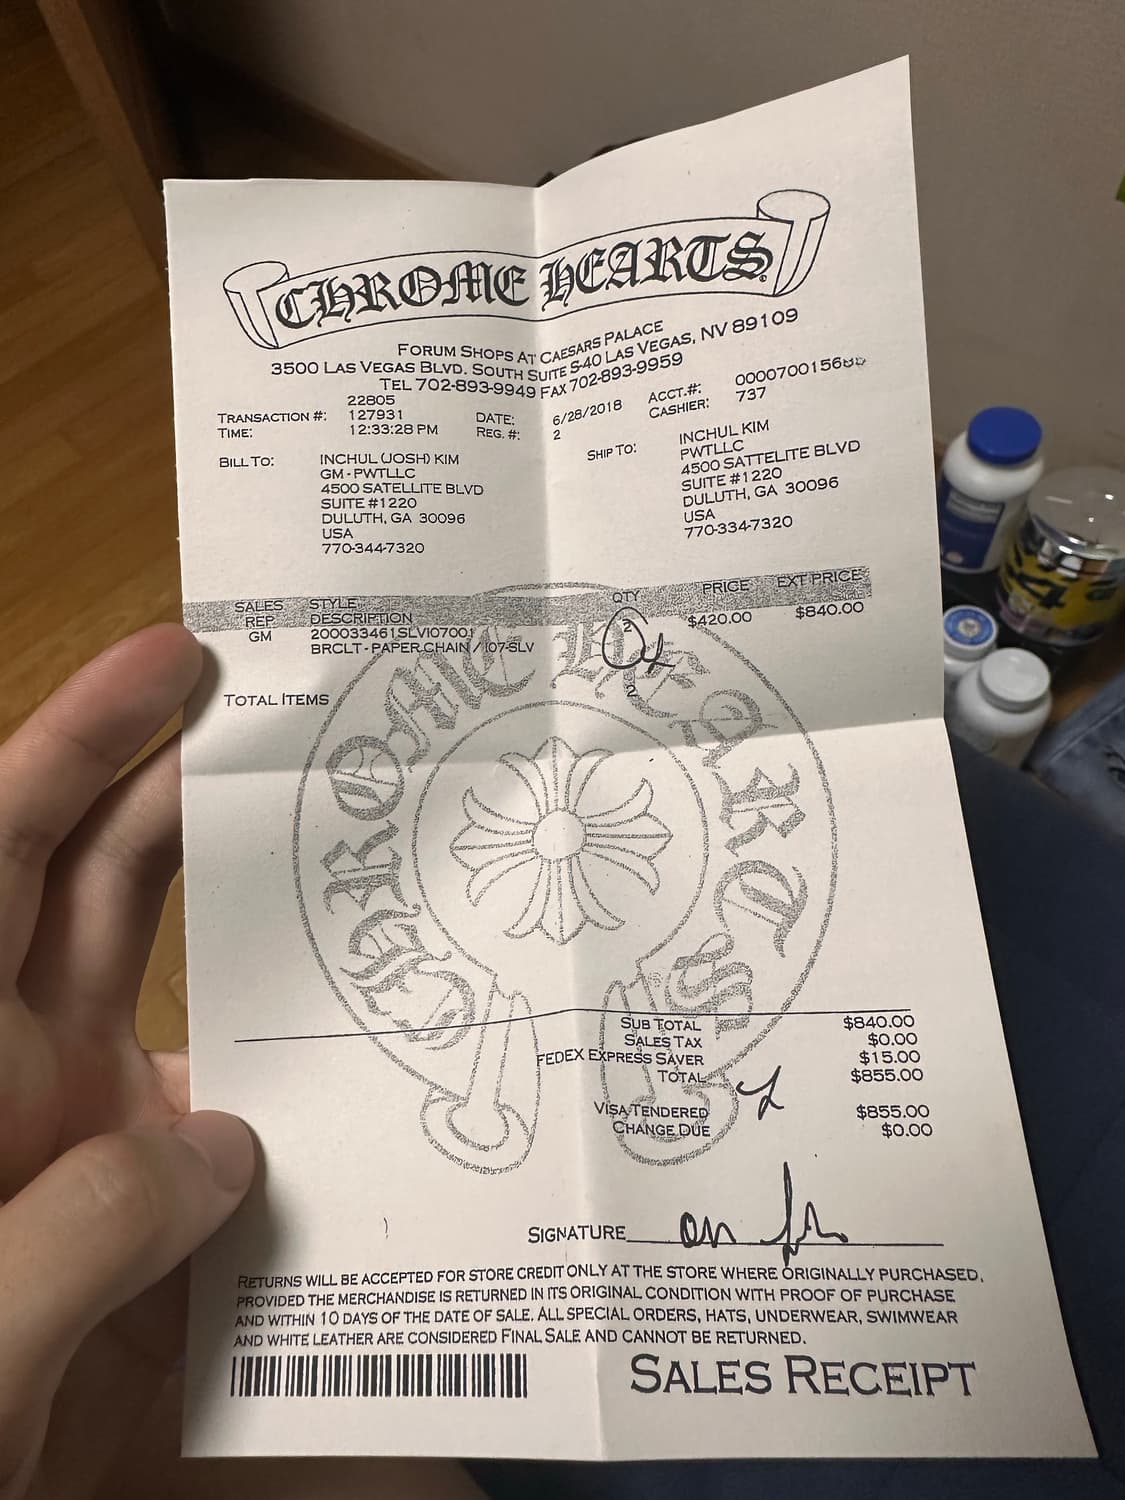 CHROME HEARTS
FORUM SHOPS AT CAESARS PALACE
3500 LAS VEGAS BLVD. SOUTH SUITE S-40 LAS VEGAS, NV 89109
TEL 702-893-9949 FAX 702-893-9959
22805
TRANSACTION #: 127931 DATE: 6/28/2018 ACCT.#: 0000700156
TIME: 12:33:28 PM REG. #: 2 CASHIER: 737
BILL TO: INCHUL (JOSH) KIM
GM - PWTLLC
4500 SATELLITE BLVD
SUITE #1220
DULUTH, GA 30096
USA
770-344-7320
SHIP TO: INCHUL KIM
PWTLLC
4500 SATTELITE BLVD
SUITE #1220
DULUTH, GA 30096
USA
770-334-7320
SALES REP STYLE DESCRIPTION QTY PRICE EXT PRICE
GM 200033461SLVI07001 2 $420.00 $840.00
BRCLT - PAPER CHAIN / I07-SLV
TOTAL ITEMS 2
CHROME HEARTS
SUB TOTAL $840.00
SALES TAX $0.00
FEDEX EXPRESS SAVER $15.00
TOTAL $855.00
VISA TENDERED $855.00
CHANGE DUE $0.00
SIGNATURE
RETURNS WILL BE ACCEPTED FOR STORE CREDIT ONLY AT THE STORE WHERE ORIGINALLY PURCHASED,
PROVIDED THE MERCHANDISE IS RETURNED IN ITS ORIGINAL CONDITION WITH PROOF OF PURCHASE
AND WITHIN 10 DAYS OF THE DATE OF SALE. ALL SPECIAL ORDERS, HATS, UNDERWEAR, SWIMWEAR
AND WHITE LEATHER ARE CONSIDERED FINAL SALE AND CANNOT BE RETURNED.
SALES RECEIPT